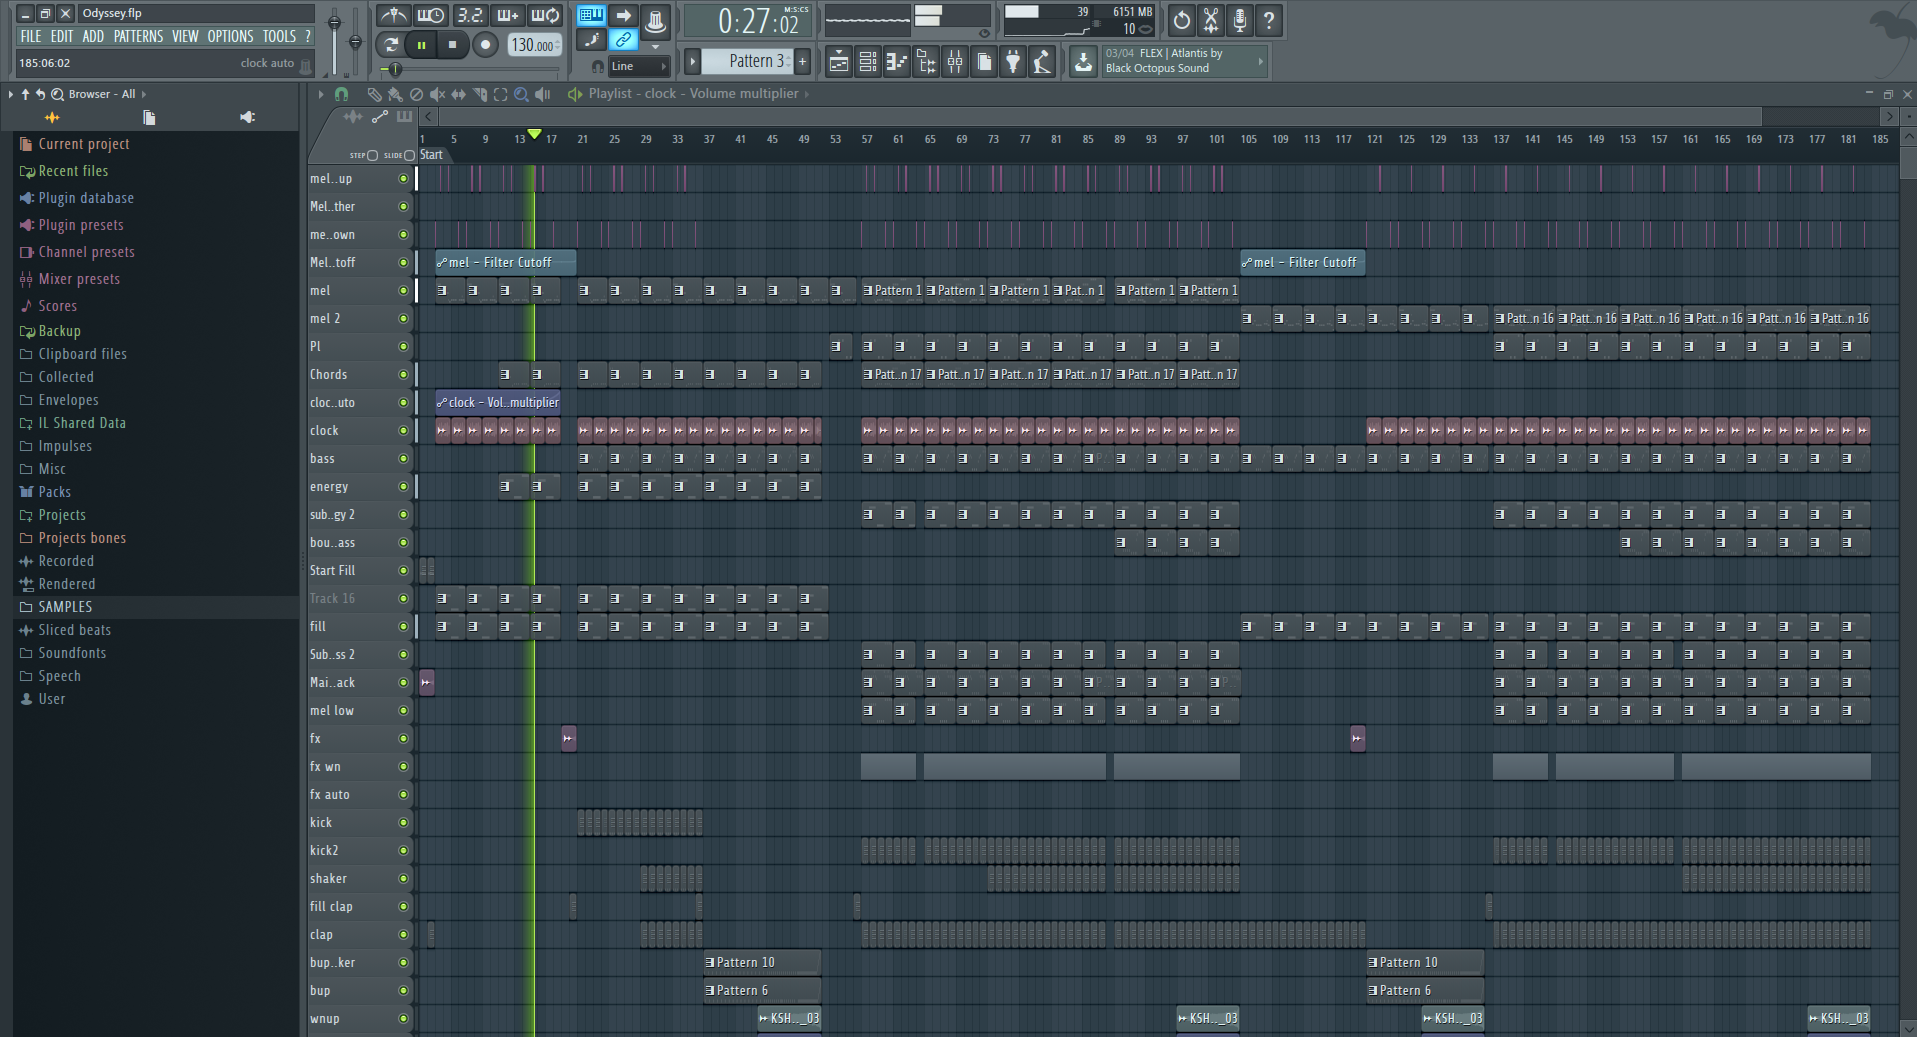 Odyssey.flp
FILE EDIT ADD PATTERNS VIEW OPTIONS TOOLS ?
185:06:02 clock auto
3.2.
130.000
Line
0:27:02 M:S:CS
Pattern 3 +
39 6151 MB
10
?
03/04 FLEX | Atlantis by
Black Octopus Sound
Browser - All
Current project
Recent files
Plugin database
Plugin presets
Channel presets
Mixer presets
Scores
Backup
Clipboard files
Collected
Envelopes
IL Shared Data
Impulses
Misc
Packs
Projects
Projects bones
Recorded
Rendered
SAMPLES
Sliced beats
Soundfonts
Speech
User
Playlist - clock - Volume multiplier
STEP SLIDE
1 5 9 13 17 21 25 29 33 37 41 45 49 53 57 61 65 69 73 77 81 85 89 93 97 101 105 109 113 117 121 125 129 133 137 141 145 149 153 157 161 165 169 173 177 181 185
Start
mel..up
Mel..ther
me..own
Mel..toff mel - Filter Cutoff mel - Filter Cutoff
mel Pattern 1 Pattern 1 Pattern 1 Pat..n 1 Pattern 1 Pattern 1
mel 2 Patt..n 16 Patt..n 16 Patt..n 16 Patt..n 16 Patt..n 16 Patt..n 16
Pl
Chords Patt..n 17 Patt..n 17 Patt..n 17 Patt..n 17 Patt..n 17 Patt..n 17
cloc..uto clock - Vol..multiplier
clock
bass
energy
sub..gy 2
bou..ass
Start Fill
Track 16
fill
Sub..ss 2
Mai..ack
mel low
fx
fx wn
fx auto
kick
kick2
shaker
fill clap
clap
bup..ker Pattern 10 Pattern 10
bup Pattern 6 Pattern 6
wnup KSH.._03 KSH.._03 KSH.._03 KSH.._03